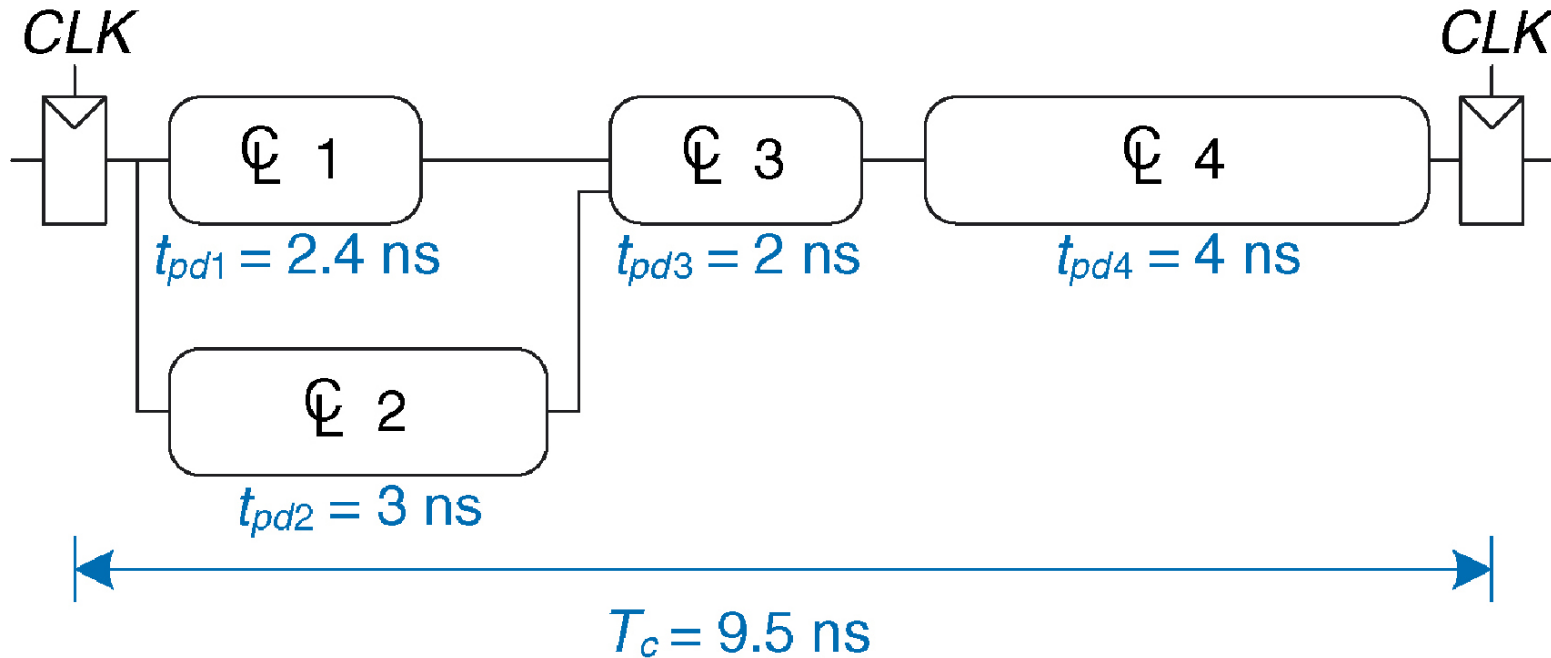 CLK
CLK
CL 1
CL 3
CL 4
tpd1 = 2.4 ns
tpd3 = 2 ns
tpd4 = 4 ns
CL 2
tpd2 = 3 ns
Tc = 9.5 ns